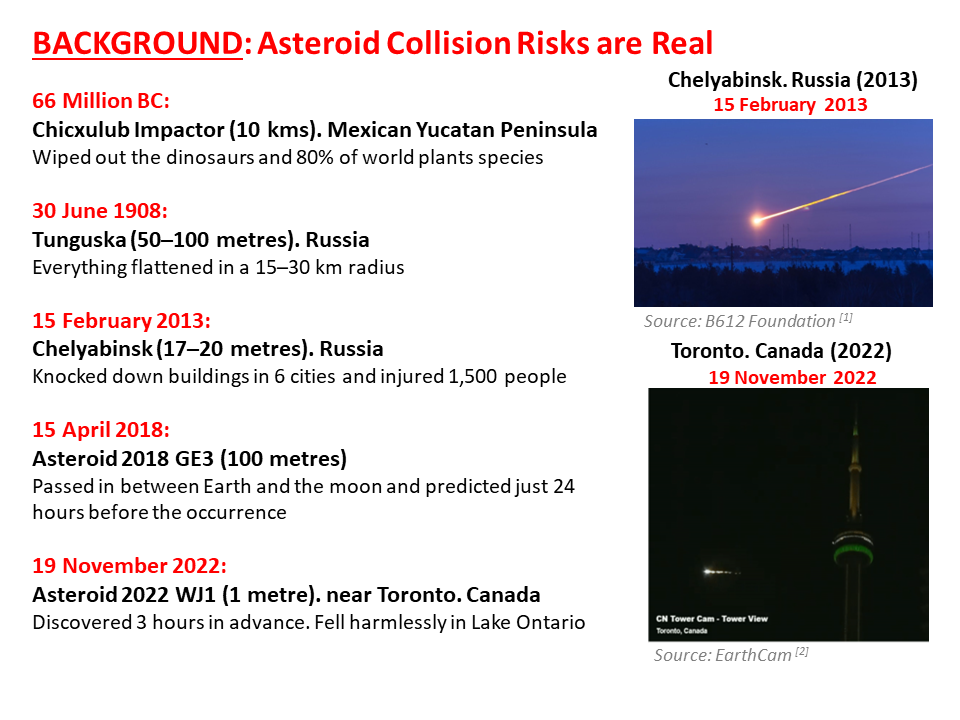 BACKGROUND: Asteroid Collision Risks are Real
66 Million BC:
Chicxulub Impactor (10 kms). Mexican Yucatan Peninsula
Wiped out the dinosaurs and 80% of world plants species
30 June 1908:
Tunguska (50–100 metres). Russia
Everything flattened in a 15–30 km radius
15 February 2013:
Chelyabinsk (17–20 metres). Russia
Knocked down buildings in 6 cities and injured 1,500 people
15 April 2018:
Asteroid 2018 GE3 (100 metres)
Passed in between Earth and the moon and predicted just 24
hours before the occurrence
19 November 2022:
Asteroid 2022 WJ1 (1 metre). near Toronto. Canada
Discovered 3 hours in advance. Fell harmlessly in Lake Ontario
Chelyabinsk. Russia (2013)
15 February 2013
Source: B612 Foundation [1]
Toronto. Canada (2022)
19 November 2022
CN Tower Cam - Tower View
Toronto, Canada
Source: EarthCam [2]